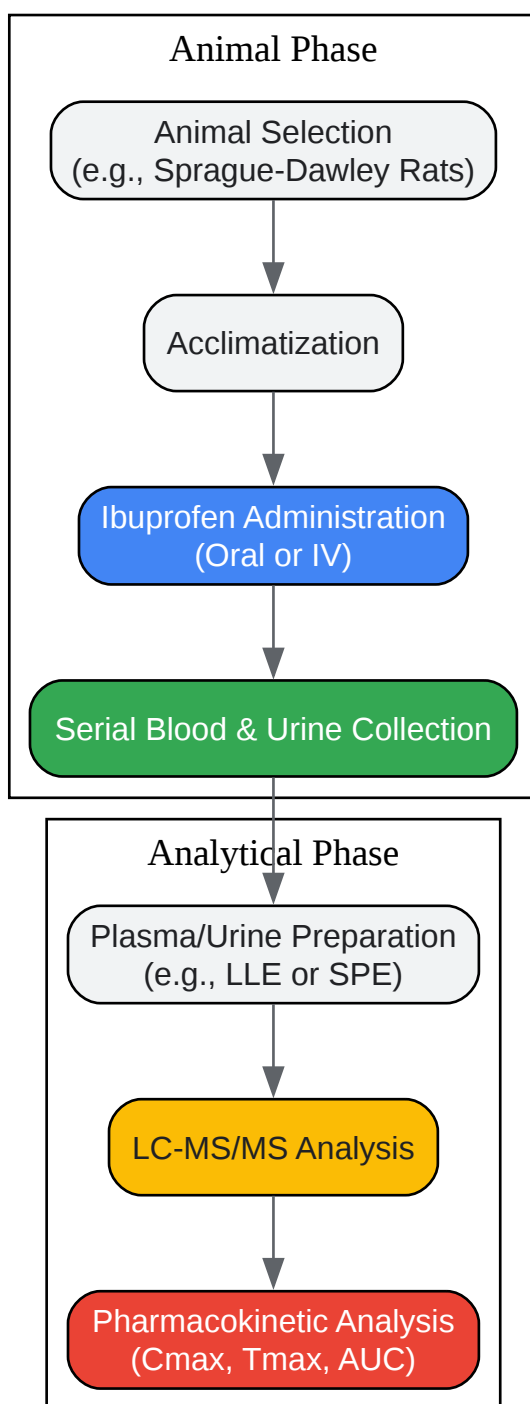 Animal Phase
Animal Selection
(e.g., Sprague-Dawley Rats)
Acclimatization
Ibuprofen Administration
(Oral or IV)
Serial Blood & Urine Collection
Analytical Phase
Plasma/Urine Preparation
(e.g., LLE or SPE)
LC-MS/MS Analysis
Pharmacokinetic Analysis
(Cmax, Tmax, AUC)